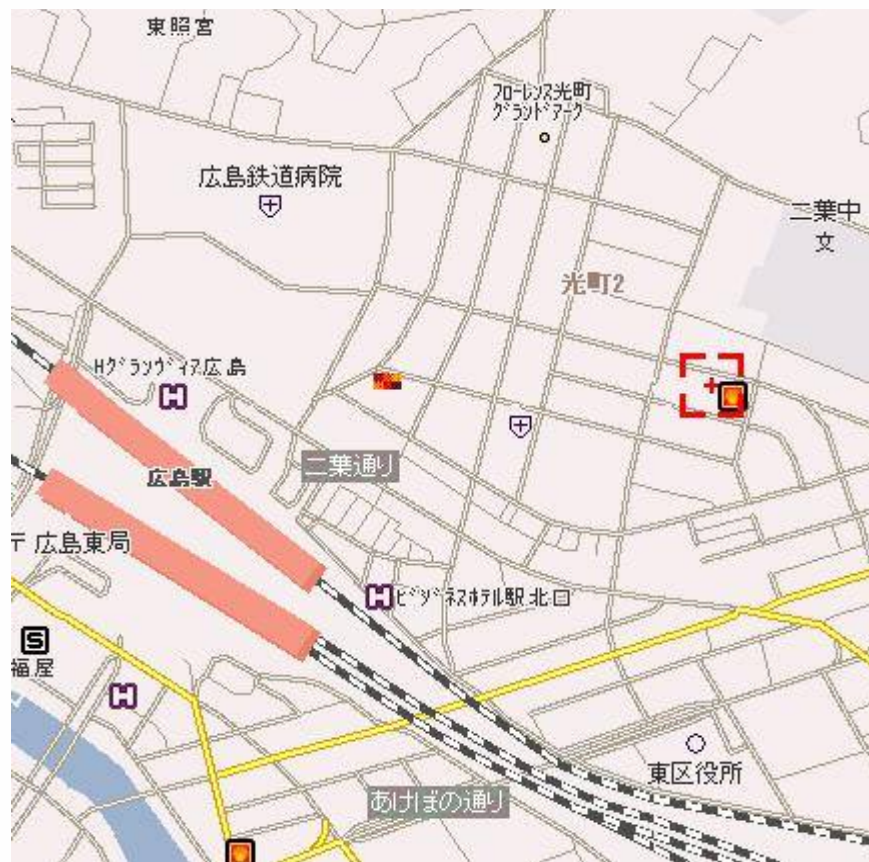 東照宮
フローレンス光町
グランドアーク
広島鉄道病院
二葉中
文
光町2
Hグランヴィア広島
広島駅
二葉通り
〒広島東局
ビジネスホテル駅北口
S
福屋
東区役所
あけぼの通り